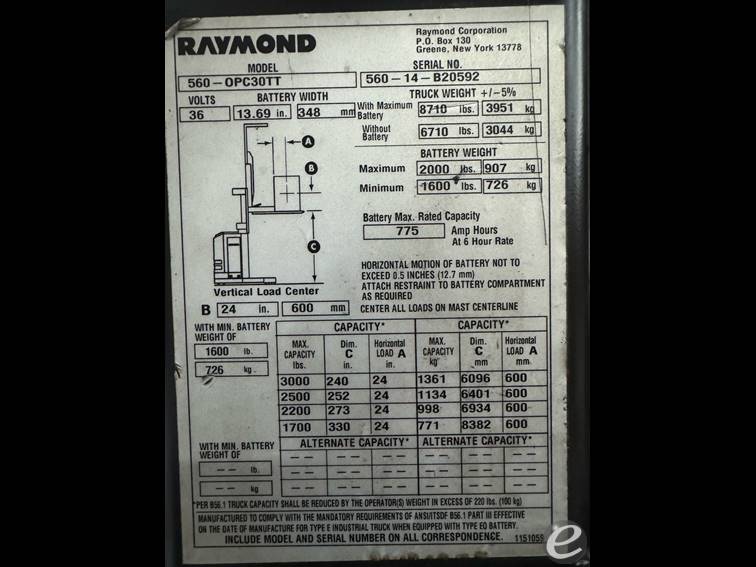 RAYMOND
Raymond Corporation
P.O. Box 130
Greene, New York 13778
MODEL SERIAL NO.
560-OPC30TT 560-14-B20592
VOLTS BATTERY WIDTH TRUCK WEIGHT +/-5%
36 13.69 in. 348 mm With Maximum Battery 8710 lbs. 3951 kg
Without Battery 6710 lbs. 3044 kg
A
B
C
BATTERY WEIGHT
Maximum 2000 lbs. 907 kg
Minimum 1600 lbs. 726 kg
Battery Max. Rated Capacity
775 Amp Hours
At 6 Hour Rate
HORIZONTAL MOTION OF BATTERY NOT TO
EXCEED 0.5 INCHES (12.7 mm)
ATTACH RESTRAINT TO BATTERY COMPARTMENT
AS REQUIRED
CENTER ALL LOADS ON MAST CENTERLINE
Vertical Load Center
B 24 in. 600 mm
WITH MIN. BATTERY
WEIGHT OF
1600 lb.
726 kg.
CAPACITY* CAPACITY*
MAX. CAPACITY lbs. Dim. C in. Horizontal LOAD A in. MAX. CAPACITY kg Dim. C mm Horizontal LOAD A mm
3000 240 24 1361 6096 600
2500 252 24 1134 6401 600
2200 273 24 998 6934 600
1700 330 24 771 8382 600
WITH MIN. BATTERY
WEIGHT OF
-- lb.
-- kg
ALTERNATE CAPACITY* ALTERNATE CAPACITY*
-- -- -- -- -- --
-- -- -- -- -- --
-- -- -- -- -- --
*PER B56.1 TRUCK CAPACITY SHALL BE REDUCED BY THE OPERATOR(S) WEIGHT IN EXCESS OF 220 lbs. (100 kg)
MANUFACTURED TO COMPLY WITH THE MANDATORY REQUIREMENTS OF ANSI/ITSDF B56.1 PART III EFFECTIVE
ON THE DATE OF MANUFACTURE FOR TYPE E INDUSTRIAL TRUCK WHEN EQUIPPED WITH TYPE EO BATTERY.
INCLUDE MODEL AND SERIAL NUMBER ON ALL CORRESPONDENCE.
e